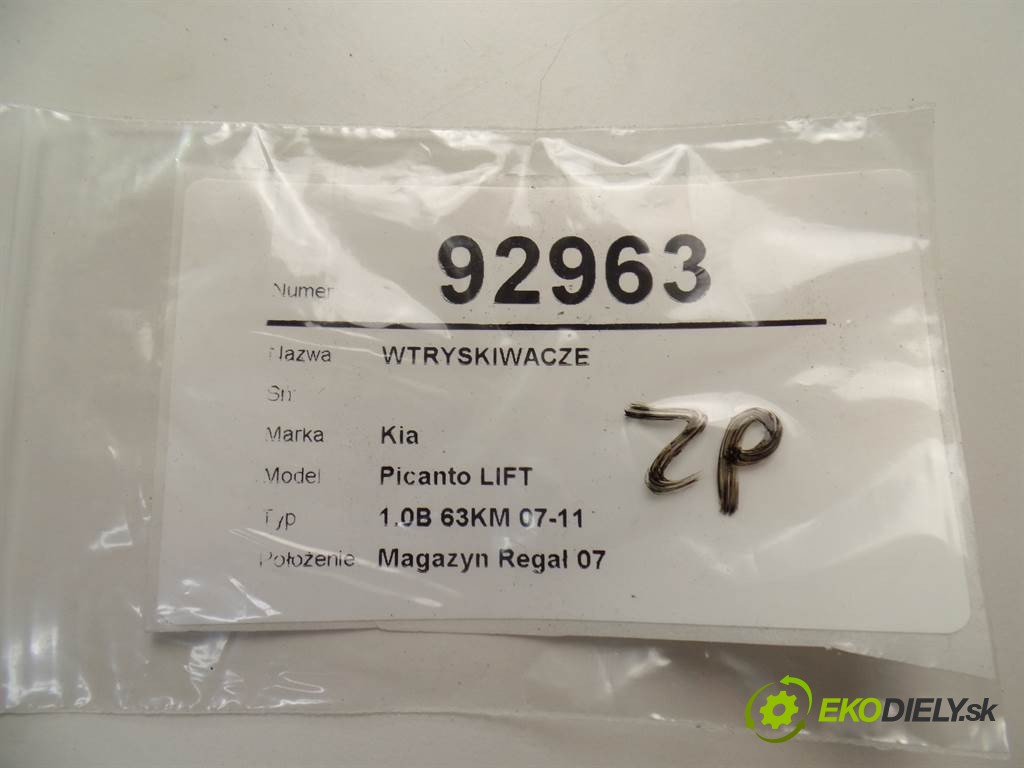 Numer 92963
Nazwa WTRYSKIWACZE
Sn:
Marka Kia
Model Picanto LIFT
Typ 1.0B 63KM 07-11
Położenie Magazyn Regał 07
ZP
EKODIELY.sk